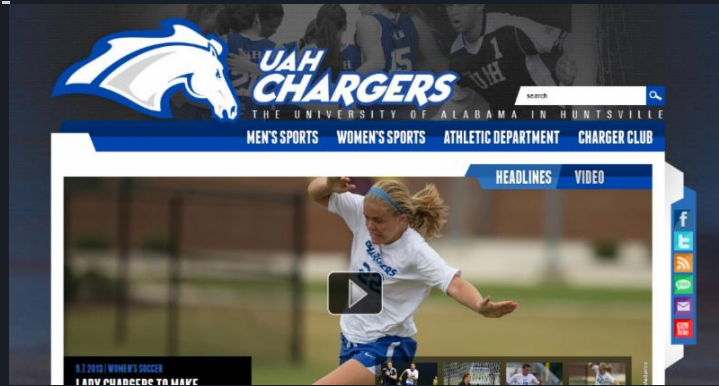 UAH
CHARGERS
search
THE UNIVERSITY OF ALABAMA IN HUNTSVILLE
MEN'S SPORTS WOMEN'S SPORTS ATHLETIC DEPARTMENT CHARGER CLUB
HEADLINES VIDEO
CHARGERS
9.7.2013 | WOMEN'S SOCCER
LADY CHARGERS TO MAKE